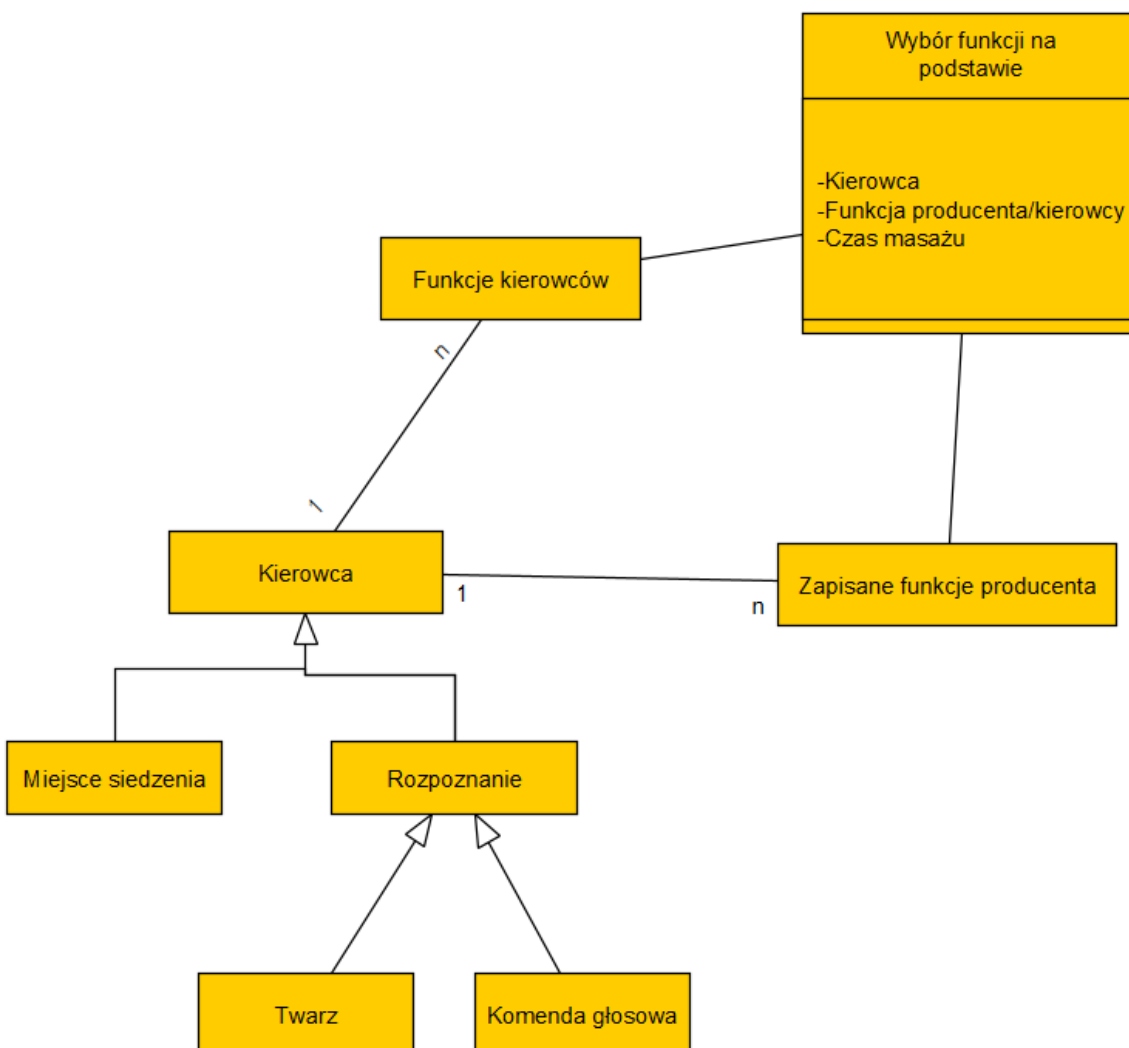 Wybór funkcji na
podstawie
-Kierowca
-Funkcja producenta/kierowcy
-Czas masażu
Funkcje kierowców
n
1
Kierowca
1
n
Zapisane funkcje producenta
Miejsce siedzenia
Rozpoznanie
Twarz
Komenda głosowa